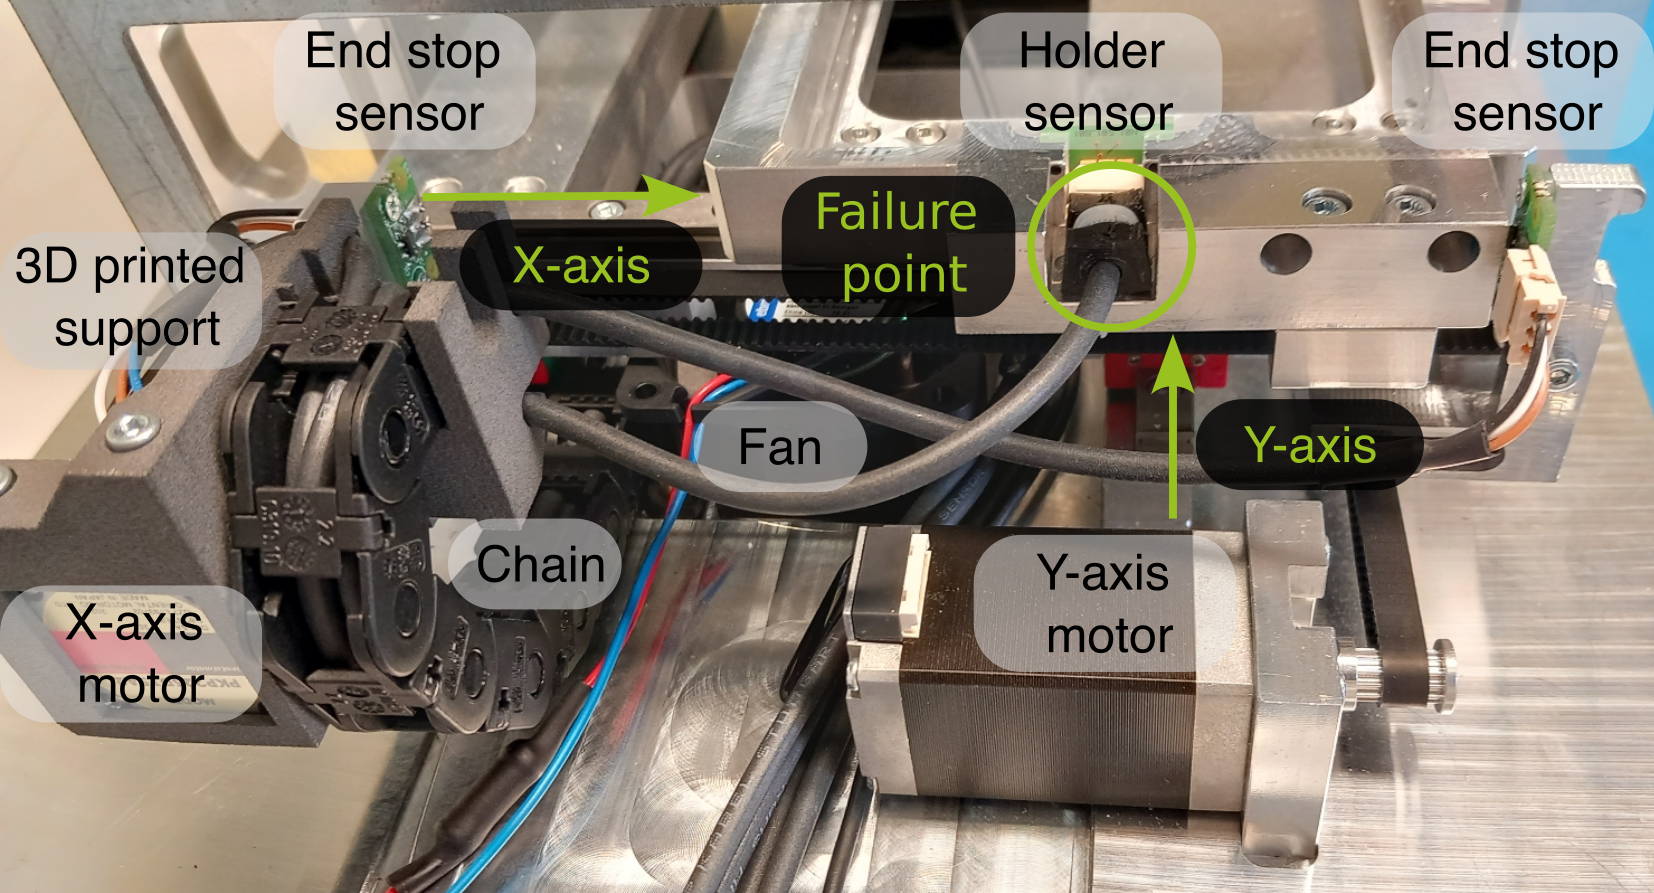 End stop
sensor
Holder
sensor
End stop
sensor
3D printed
support
X-axis
Failure
point
Fan
Y-axis
Chain
X-axis
motor
Y-axis
motor